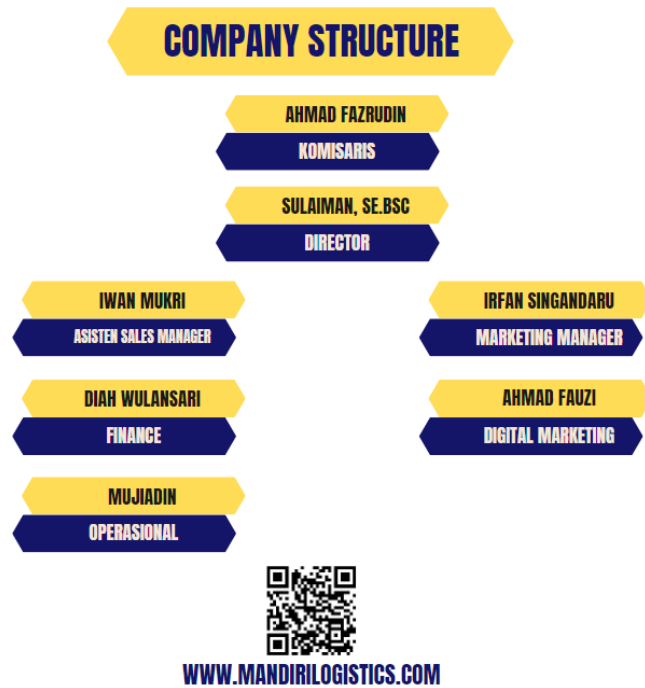 COMPANY STRUCTURE
AHMAD FAZRUDIN
KOMISARIS
SULAIMAN, SE.BSC
DIRECTOR
IWAN MUKRI
ASISTEN SALES MANAGER
IRFAN SINGANDARU
MARKETING MANAGER
DIAH WULANSARI
FINANCE
AHMAD FAUZI
DIGITAL MARKETING
MUJIADIN
OPERASIONAL
WWW.MANDIRILOGISTICS.COM